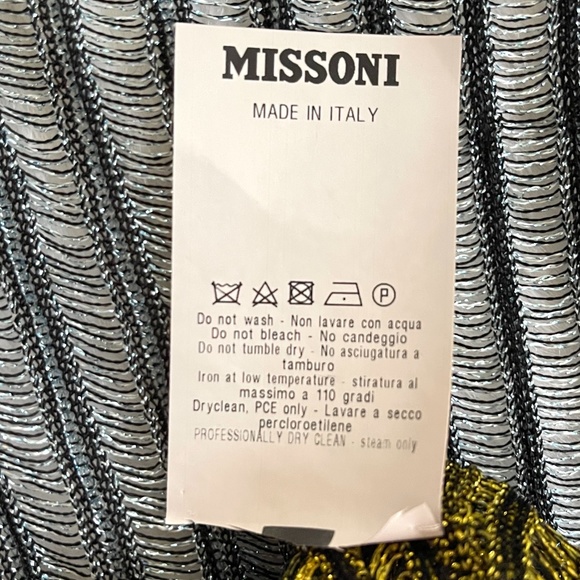 MISSONI
MADE IN ITALY
P
Do not wash - Non lavare con acqua
Do not bleach - No candeggio
Do not tumble dry - No asciugatura a
tamburo
Iron at low temperature - stiratura al
massimo a 110 gradi
Dryclean, PCE only - Lavare a secco
percloroetilene
PROFESSIONALLY DRY CLEAN - steam only